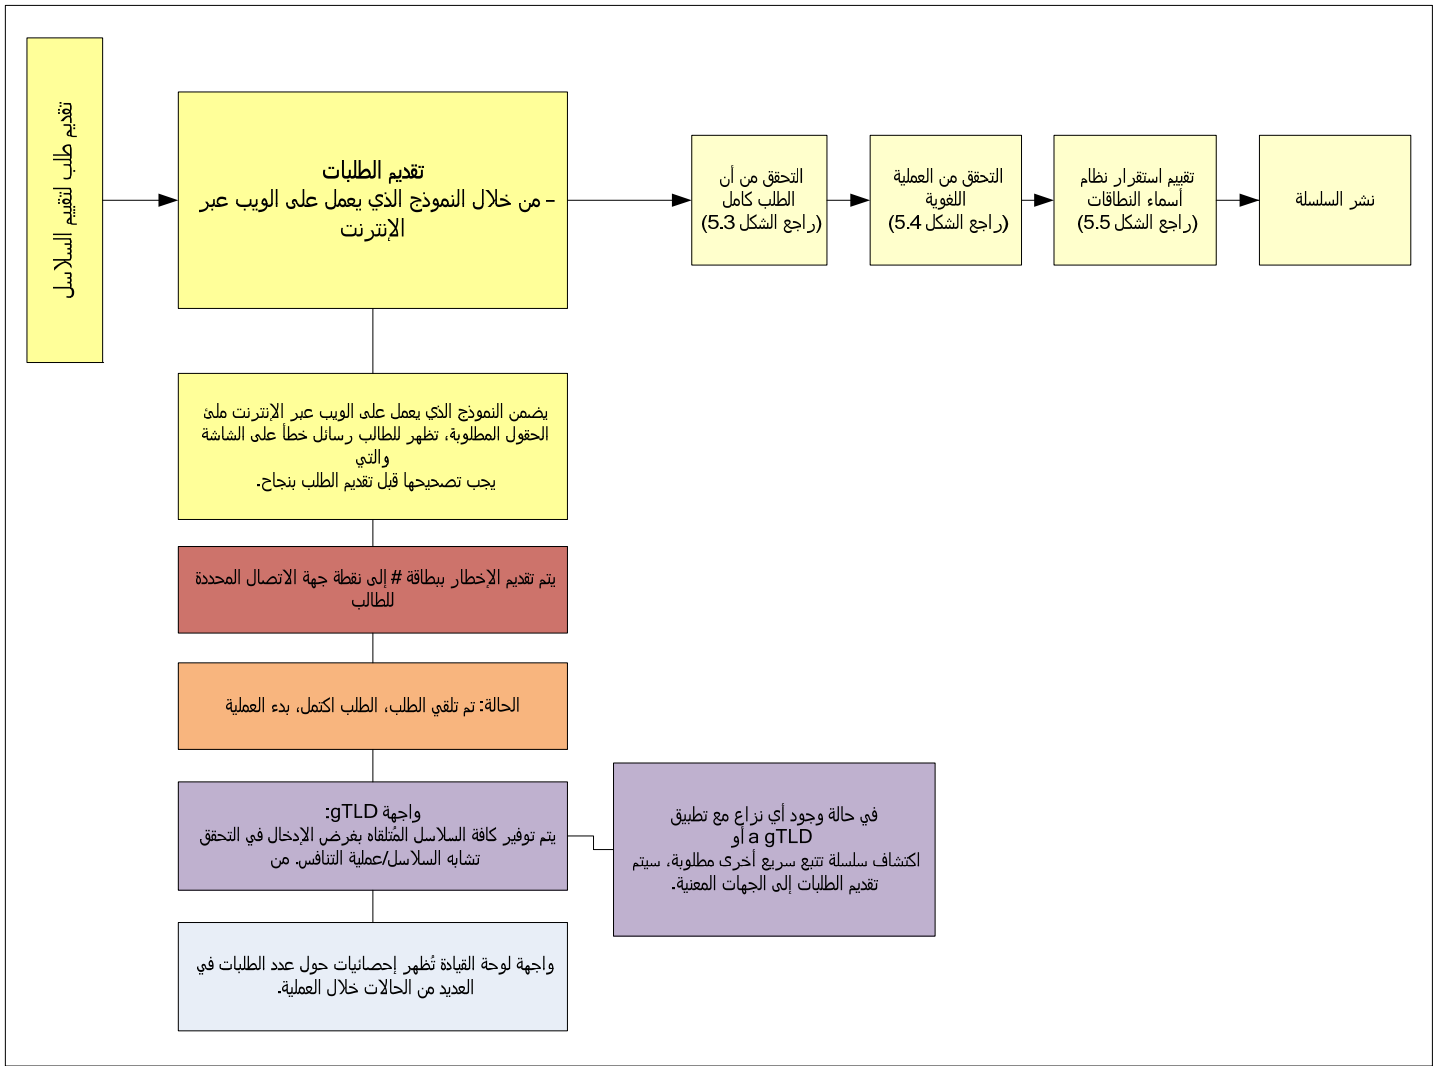 تقديم طلب لتقييم السلاسل
تقديم الطلبات
– من خلال النموذج الذي يعمل على الويب عبر
الإنترنت
التحقق من أن
الطلب كامل
(راجع الشكل 5.3)
التحقق من العملية
اللغوية
(راجع الشكل 5.4)
تقييم استقرار نظام
أسماء النطاقات
(راجع الشكل 5.5)
نشر السلسلة
يضمن النموذج الذي يعمل على الويب عبر الإنترنت ملئ
الحقول المطلوبة، تظهر للطالب رسائل خطأ على الشاشة
والتي
يجب تصحيحها قبل تقديم الطلب بنجاح.
يتم تقديم الإخطار ببطاقة # إلى نقطة جهة الاتصال المحددة
للطالب
الحالة: تم تلقي الطلب، الطلب اكتمل، بدء العملية
واجهة gTLD:
يتم توفير كافة السلاسل المُتلقاه بغرض الإدخال في التحقق
تشابه السلاسل/عملية التنافس. من
في حالة وجود أي نزاع مع تطبيق
a gTLD أو
اكتشاف سلسلة تتبع سريع أخرى مطلوبة، سيتم
تقديم الطلبات إلى الجهات المعنية.
واجهة لوحة القيادة تُظهر إحصائيات حول عدد الطلبات في
العديد من الحالات خلال العملية.